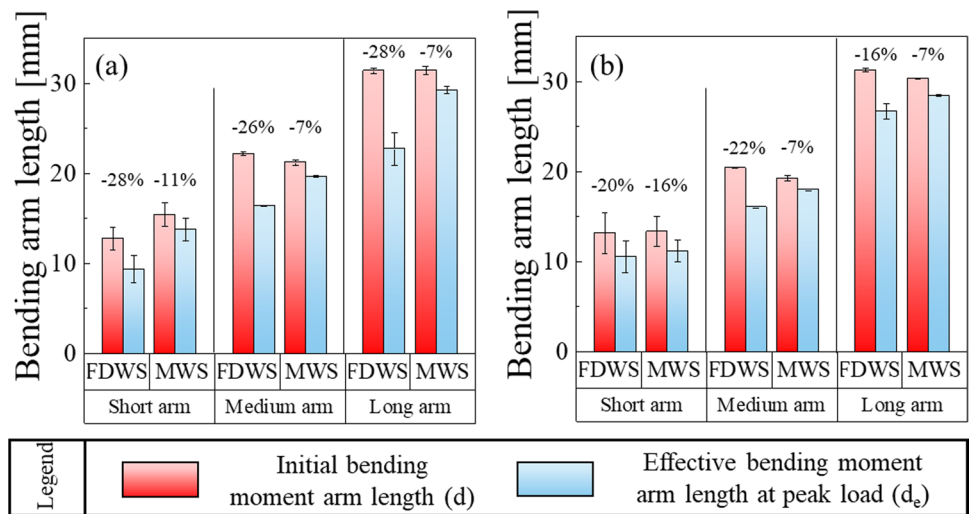 Bending arm length [mm]
30
20
10
0
(a)
-28% -11%
-26% -7%
-28% -7%
FDWS MWS FDWS MWS FDWS MWS
Short arm Medium arm Long arm
Bending arm length [mm]
30
20
10
0
(b)
-20% -16%
-22% -7%
-16% -7%
FDWS MWS FDWS MWS FDWS MWS
Short arm Medium arm Long arm
Legend
Initial bending
moment arm length (d)
Effective bending moment
arm length at peak load (dₑ)